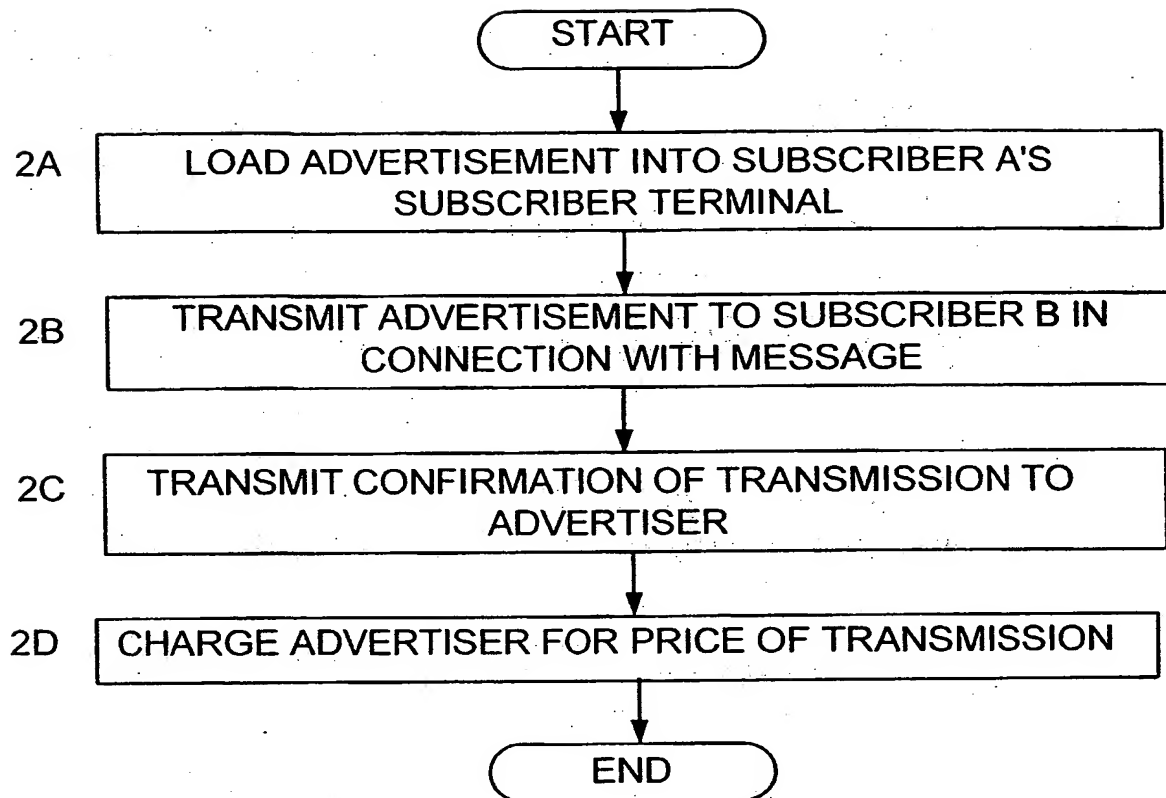 START
2A
LOAD ADVERTISEMENT INTO SUBSCRIBER A'S
SUBSCRIBER TERMINAL
2B
TRANSMIT ADVERTISEMENT TO SUBSCRIBER B IN
CONNECTION WITH MESSAGE
2C
TRANSMIT CONFIRMATION OF TRANSMISSION TO
ADVERTISER
2D
CHARGE ADVERTISER FOR PRICE OF TRANSMISSION
END